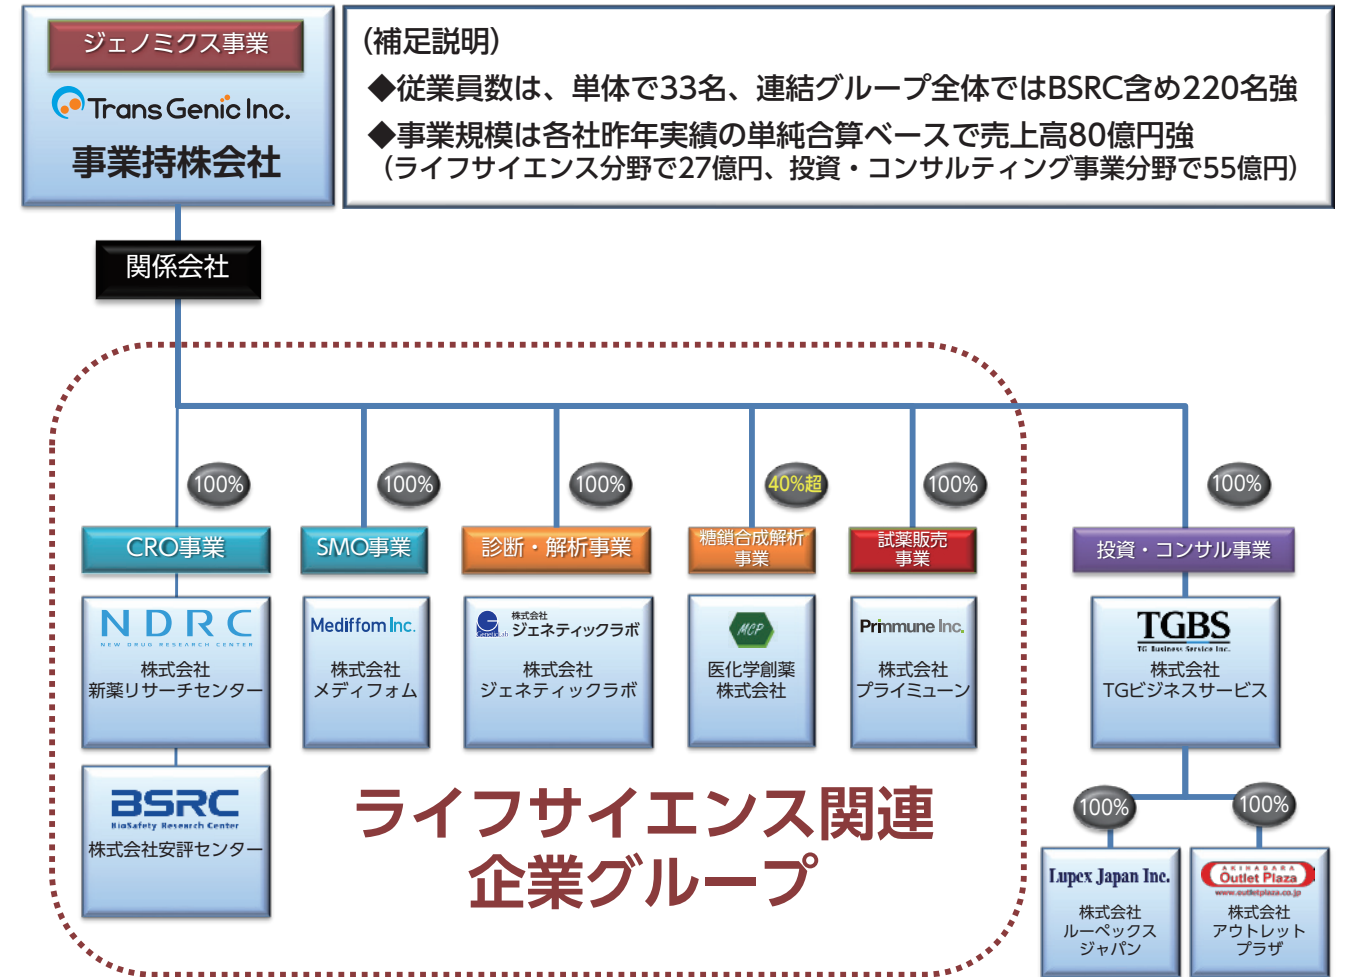 ジェノミクス事業
Trans Genic Inc.
事業持株会社
(補足説明)
◆従業員数は、単体で33名、連結グループ全体ではBSRC含め220名強
◆事業規模は各社昨年実績の単純合算ベースで売上高80億円強
(ライフサイエンス分野で27億円、投資・コンサルティング事業分野で55億円)
関係会社
100%
100%
100%
40%超
100%
100%
CRO事業
SMO事業
診断・解析事業
糖鎖合成解析
事業
試薬販売
事業
投資・コンサル事業
NDRC
NEW DRUG RESEARCH CENTER
株式会社
新薬リサーチセンター
Mediffom Inc.
株式会社
メディフォム
GeneticLab
株式会社
ジェネティックラボ
株式会社
ジェネティックラボ
MCP
医化学創薬
株式会社
Primmune Inc.
株式会社
プライミューン
TGBS
TG Business Service Inc.
株式会社
TGビジネスサービス
BSRC
BioSafety Research Center
株式会社安評センター
ライフサイエンス関連
企業グループ
100%
100%
Lupex Japan Inc.
株式会社
ルーペックス
ジャパン
AKIHABARA
Outlet Plaza
www.outletplaza.co.jp
株式会社
アウトレット
プラザ